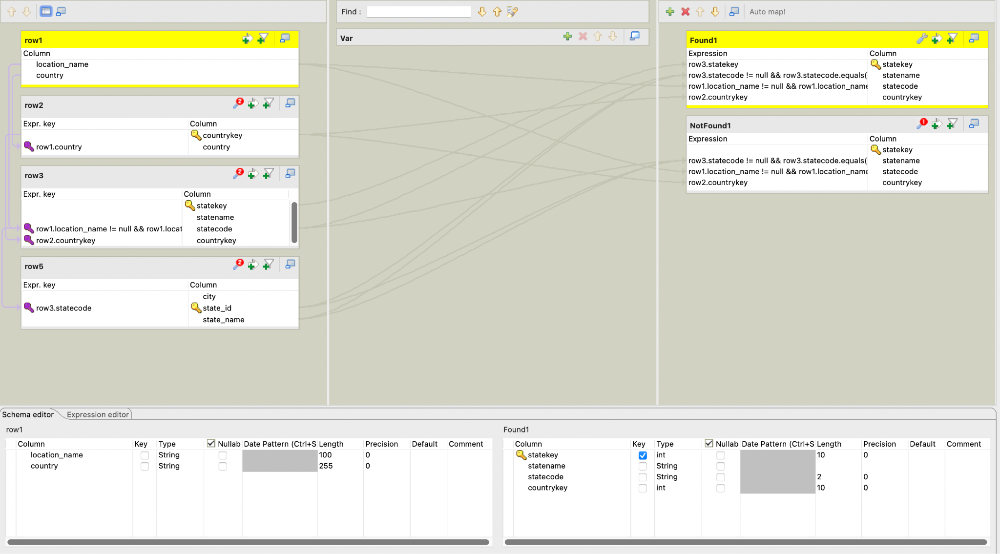 Find :
Auto map!
row1
Column
location_name
country
row2
2
Expr. key Column
countrykey
row1.country country
row3
2
Expr. key Column
statekey
statename
row1.location_name != null && row1.locat statecode
row2.countrykey countrykey
row5
2
Expr. key Column
city
row3.statecode state_id
state_name
Var
Found1
Expression Column
row3.statekey statekey
row3.statecode != null && row3.statecode.equals( statename
row1.location_name != null && row1.location_name statecode
row2.countrykey countrykey
NotFound1
1
Expression Column
statekey
row3.statecode != null && row3.statecode.equals( statename
row1.location_name != null && row1.location_name statecode
row2.countrykey countrykey
Schema editor Expression editor
row1
Column Key Type Nullab Date Pattern (Ctrl+S Length Precision Default Comment
location_name String 100 0
country String 255 0
Found1
Column Key Type Nullab Date Pattern (Ctrl+S Length Precision Default Comment
statekey int 10 0
statename String
statecode String 2 0
countrykey int 10 0